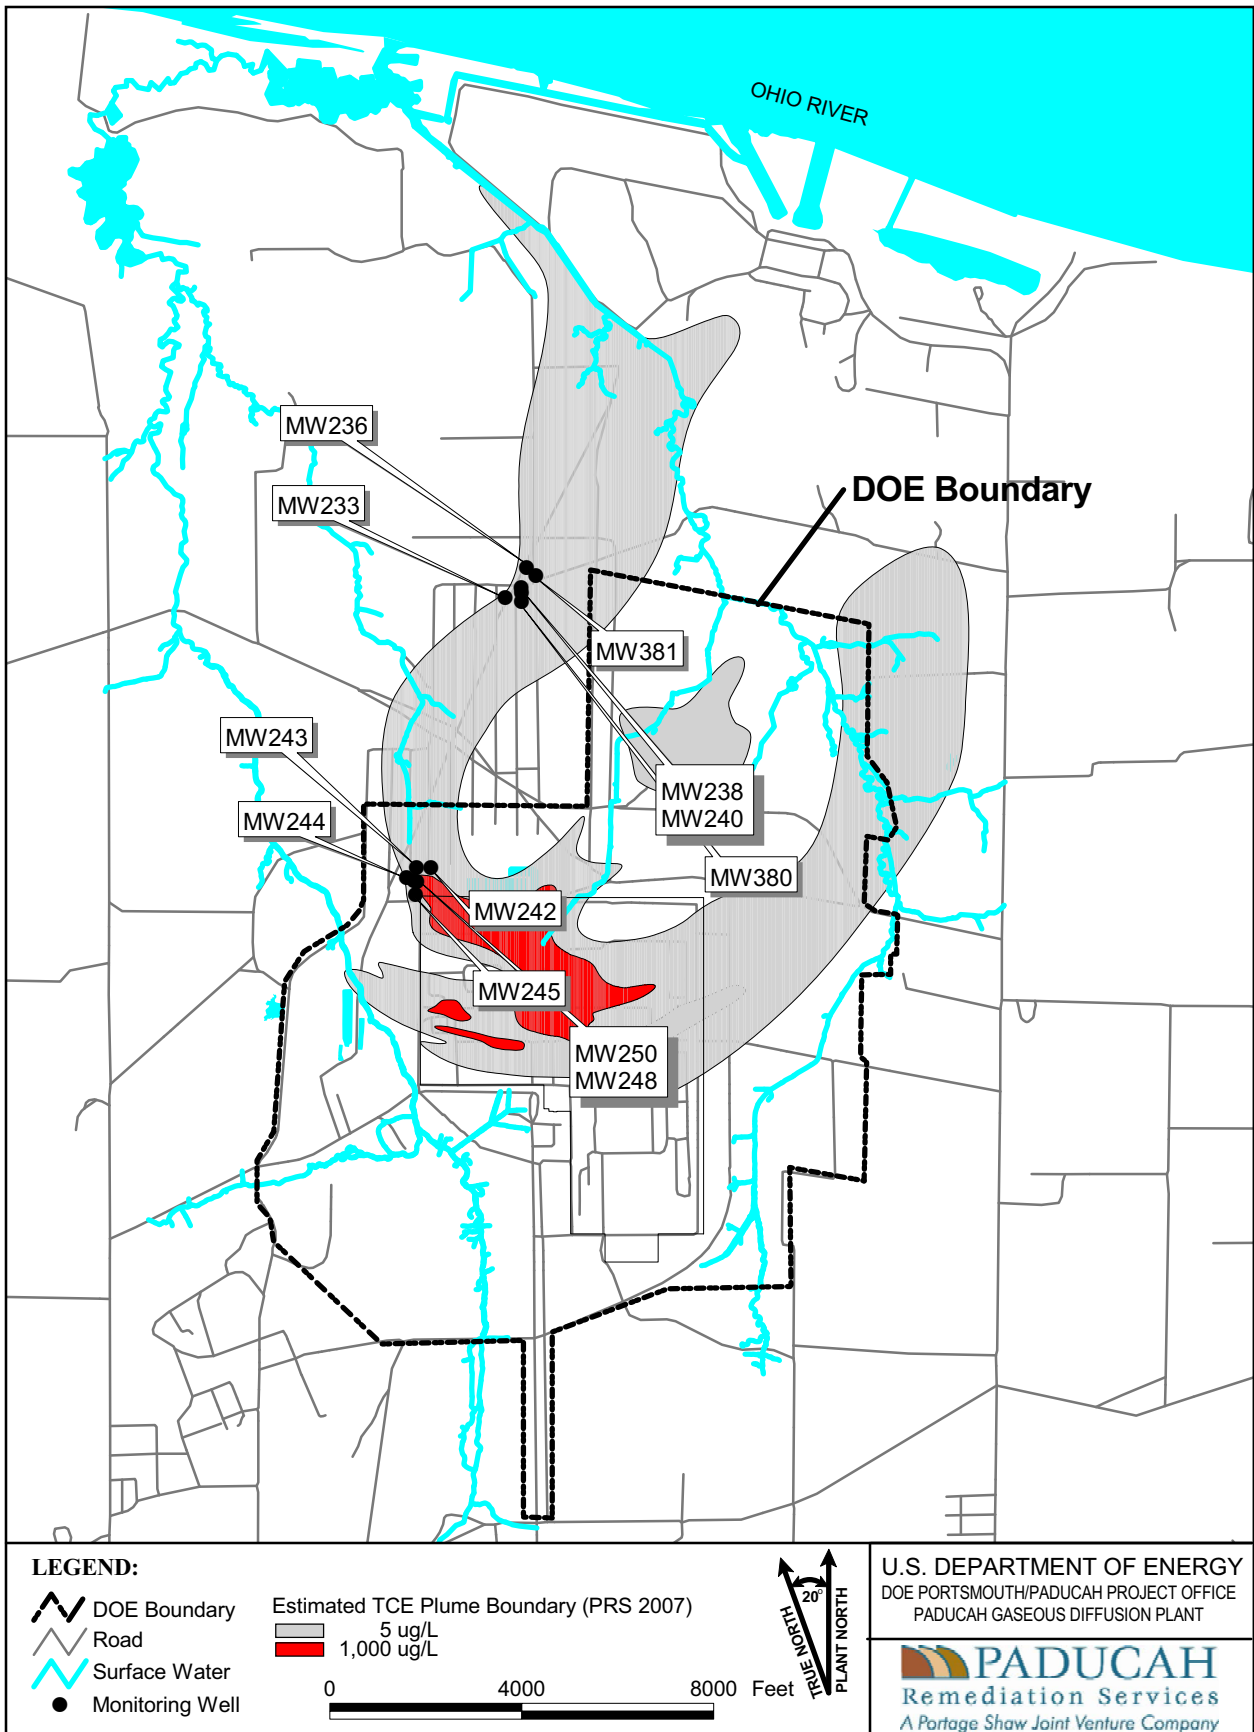 OHIO RIVER
MW236
MW233
DOE Boundary
MW381
MW243
MW238
MW240
MW244
MW380
MW242
MW245
MW250
MW248
LEGEND:
DOE Boundary
Road
Surface Water
Monitoring Well
Estimated TCE Plume Boundary (PRS 2007)
5 ug/L
1,000 ug/L
0 4000 8000 Feet
20°
TRUE NORTH
PLANT NORTH
U.S. DEPARTMENT OF ENERGY
DOE PORTSMOUTH/PADUCAH PROJECT OFFICE
PADUCAH GASEOUS DIFFUSION PLANT
PADUCAH
Remediation Services
A Portage Shaw Joint Venture Company